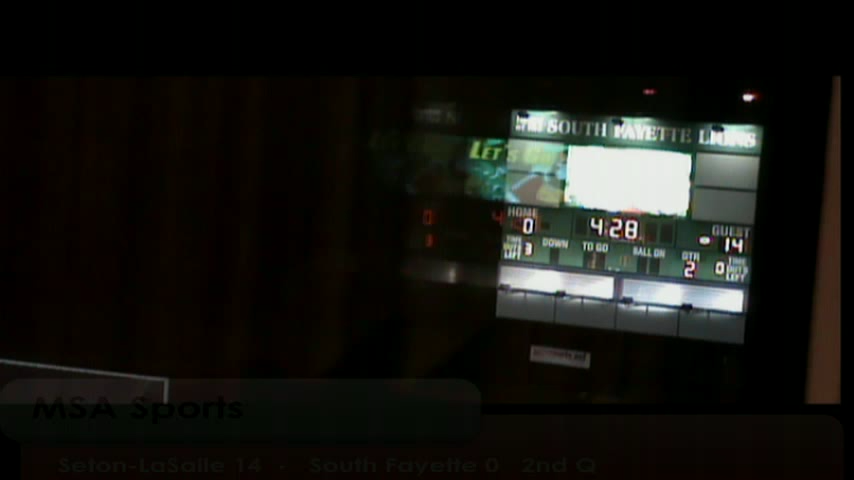 SOUTH FAYETTE LIONS
LET'S
HOME
0
4:28
GUEST
14
TIME OUTS LEFT 3
DOWN
TO GO
BALL ON
QTR
2
0 TIME OUTS LEFT
MSA Sports
Seton-LaSalle 14 - South Fayette 0 2nd Q